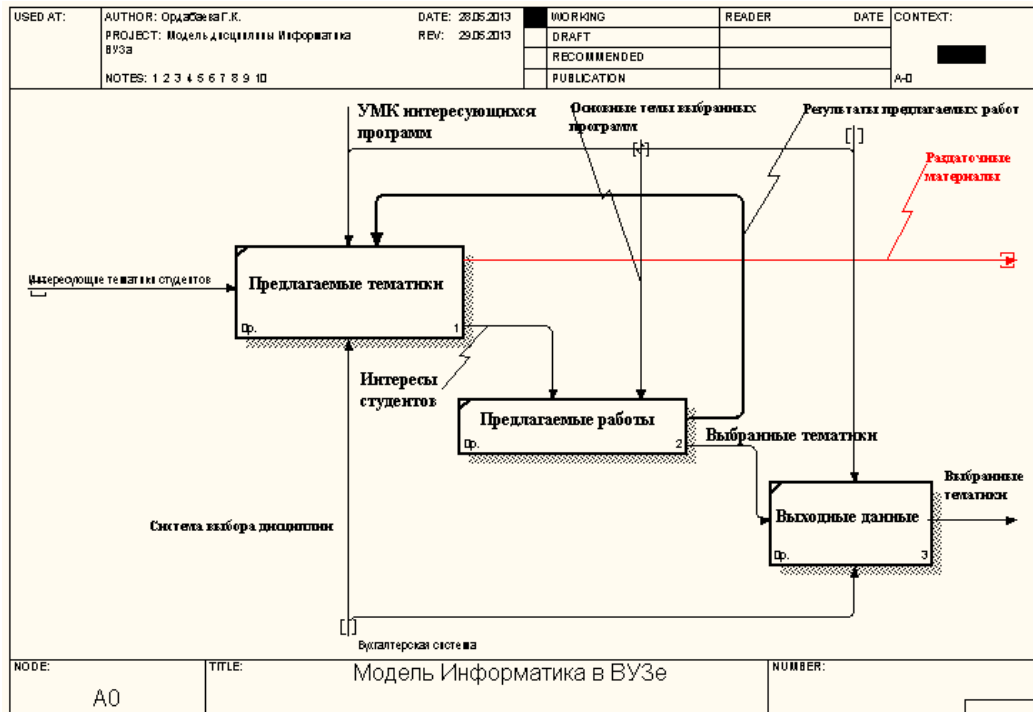 USED AT:
AUTHOR: Ордабаева Г.К.
DATE: 28.05.2013
PROJECT: Модель дисциплины Информатика
ВУЗа
REV: 29.05.2013
NOTES: 1 2 3 4 5 6 7 8 9 10
WORKING
DRAFT
RECOMMENDED
PUBLICATION
READER
DATE
CONTEXT:
A-0
УМК интересующихся
программ
Основные темы выбранных
программ
Результаты предлагаемых работ
Раздаточные
материалы
Интересующие тематики студентов
Предлагаемые тематики
0р.
1
Интересы
студентов
Предлагаемые работы
0р.
2
Выбранные тематики
Выбранные
тематики
Система выбора дисциплин
Выходные данные
0р.
3
Бухгалтерская система
NODE:
A0
TITLE:
Модель Информатика в ВУЗе
NUMBER: